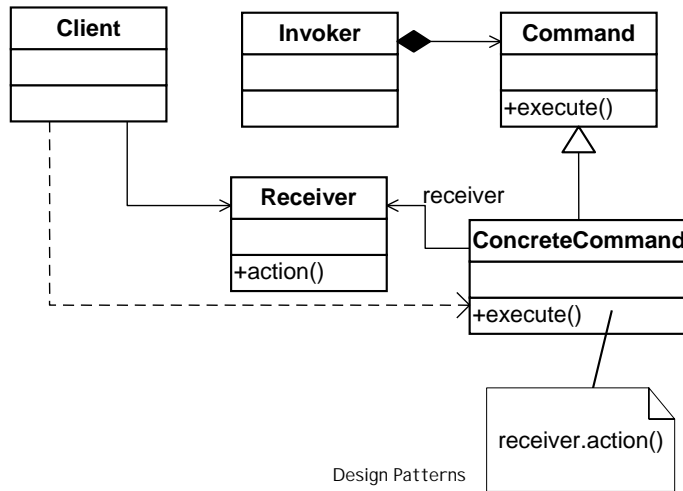 Client
Invoker
Command
+execute()
Receiver
receiver
+action()
ConcreteCommand
+execute()
receiver.action()
Design Patterns